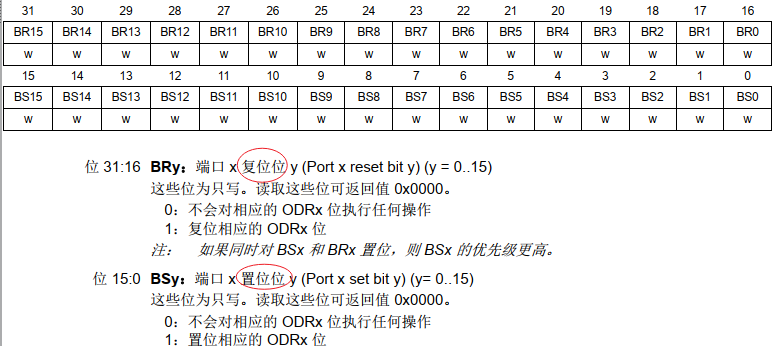 31 30 29 28 27 26 25 24 23 22 21 20 19 18 17 16
BR15 BR14 BR13 BR12 BR11 BR10 BR9 BR8 BR7 BR6 BR5 BR4 BR3 BR2 BR1 BR0
w w w w w w w w w w w w w w w w
15 14 13 12 11 10 9 8 7 6 5 4 3 2 1 0
BS15 BS14 BS13 BS12 BS11 BS10 BS9 BS8 BS7 BS6 BS5 BS4 BS3 BS2 BS1 BS0
w w w w w w w w w w w w w w w w
位 31:16 BRy：端口 x 复位位 y (Port x reset bit y) (y = 0..15)
这些位为只写。读取这些位可返回值 0x0000。
0：不会对相应的 ODRx 位执行任何操作
1：复位相应的 ODRx 位
注： 如果同时对 BSx 和 BRx 置位，则 BSx 的优先级更高。
位 15:0 BSy：端口 x 置位位 y (Port x set bit y) (y= 0..15)
这些位为只写。读取这些位可返回值 0x0000。
0：不会对相应的 ODRx 位执行任何操作
1：置位相应的 ODRx 位